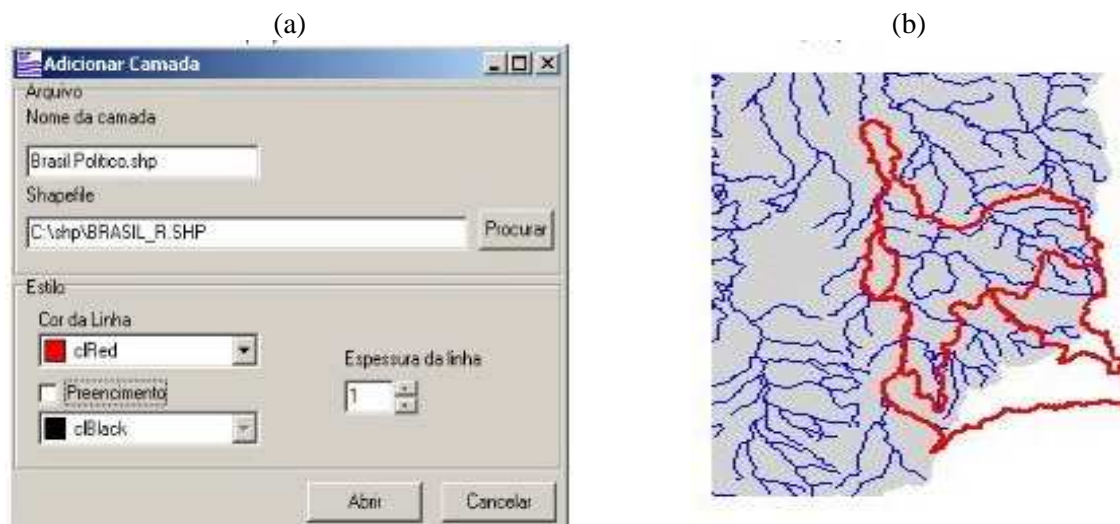 (a)
(b)
Adicionar Camada
Arquivo
Nome da camada
Brasil Politico.shp
Shapefile
C:\shp\BRASIL_R.SHP
Procurar
Estilo
Cor da Linha
clRed
Espessura da linha
Preencimento
1
clBlack
Abrir
Cancelar